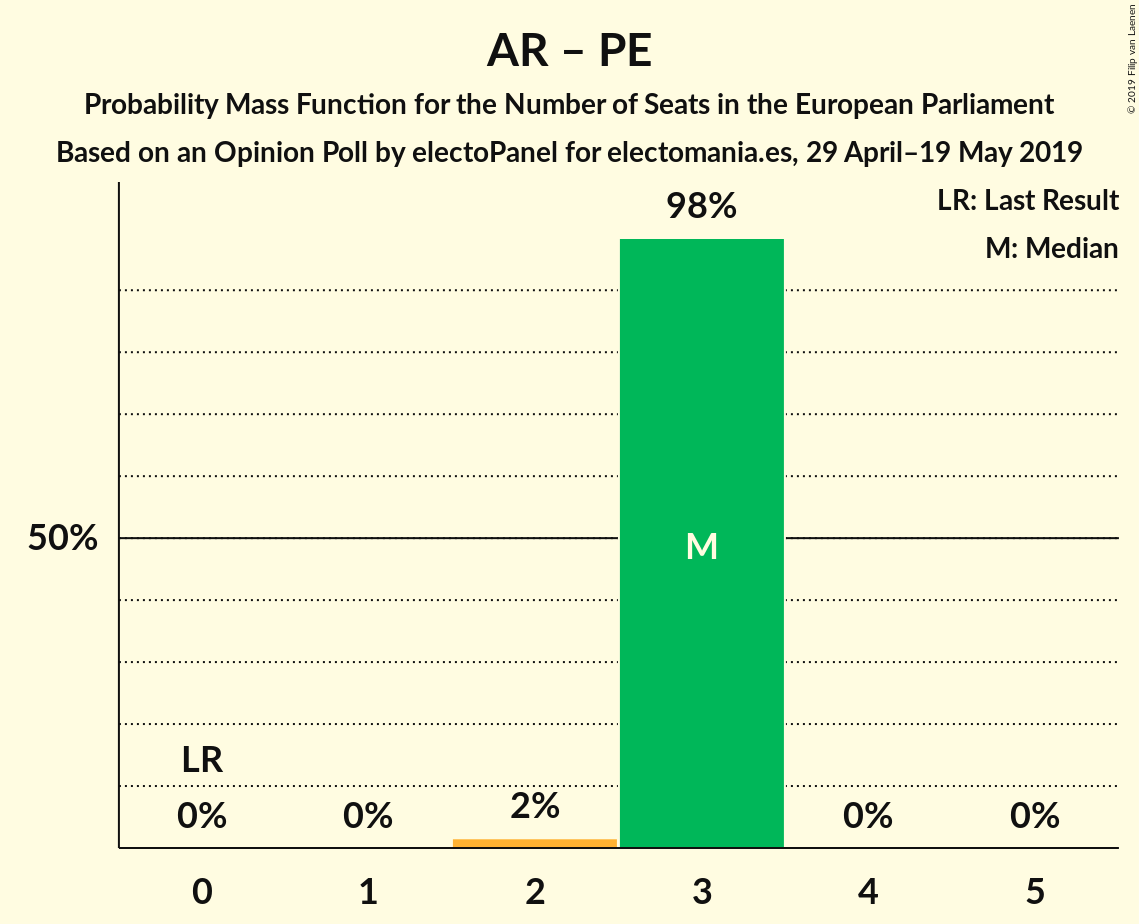 AR – PE
Probability Mass Function for the Number of Seats in the European Parliament
Based on an Opinion Poll by electoPanel for electomania.es, 29 April–19 May 2019
© 2019 Filip van Laenen
LR: Last Result
M: Median
98%
50%
M
LR
0%
0%
2%
0%
0%
0
1
2
3
4
5